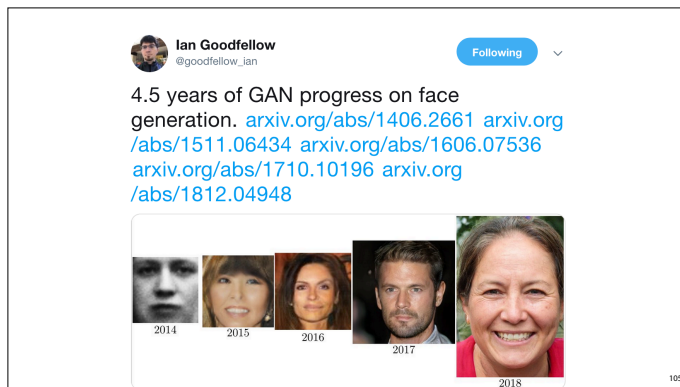 Ian Goodfellow
@goodfellow_ian
Following
4.5 years of GAN progress on face
generation. arxiv.org/abs/1406.2661 arxiv.org
/abs/1511.06434 arxiv.org/abs/1606.07536
arxiv.org/abs/1710.10196 arxiv.org
/abs/1812.04948
2014
2015
2016
2017
2018
105